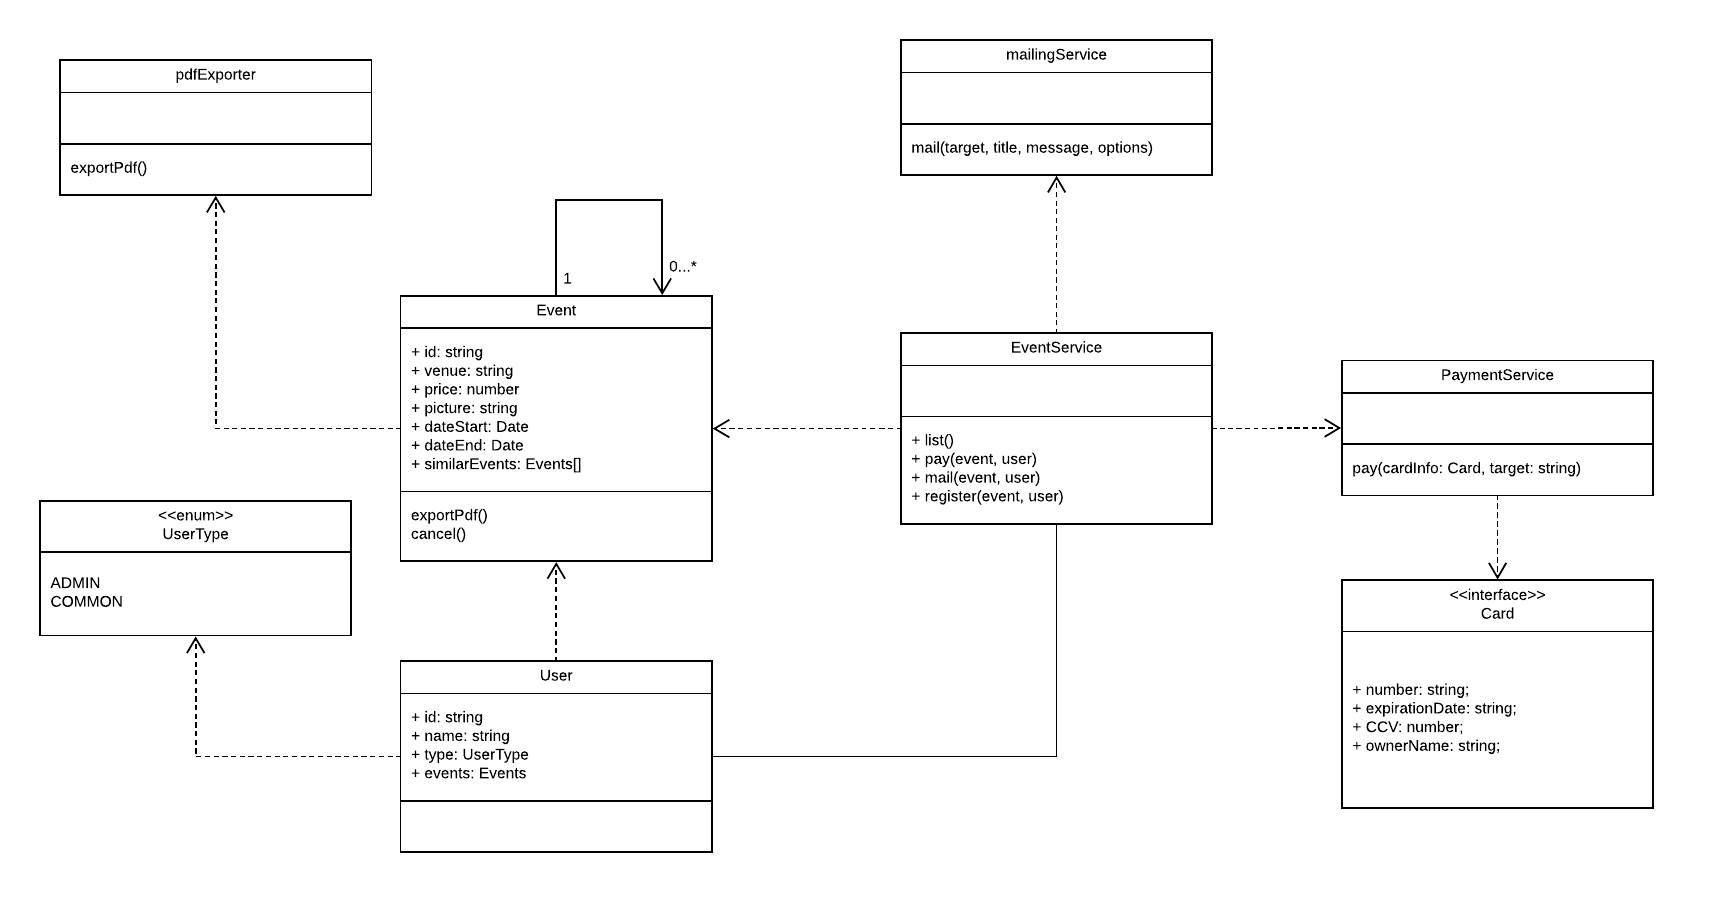 pdfExporter
exportPdf()
mailingService
mail(target, title, message, options)
1
0...*
Event
+ id: string
+ venue: string
+ price: number
+ picture: string
+ dateStart: Date
+ dateEnd: Date
+ similarEvents: Events[]
exportPdf()
cancel()
EventService
+ list()
+ pay(event, user)
+ mail(event, user)
+ register(event, user)
PaymentService
pay(cardInfo: Card, target: string)
<<enum>>
UserType
ADMIN
COMMON
User
+ id: string
+ name: string
+ type: UserType
+ events: Events
<<interface>>
Card
+ number: string;
+ expirationDate: string;
+ CCV: number;
+ ownerName: string;